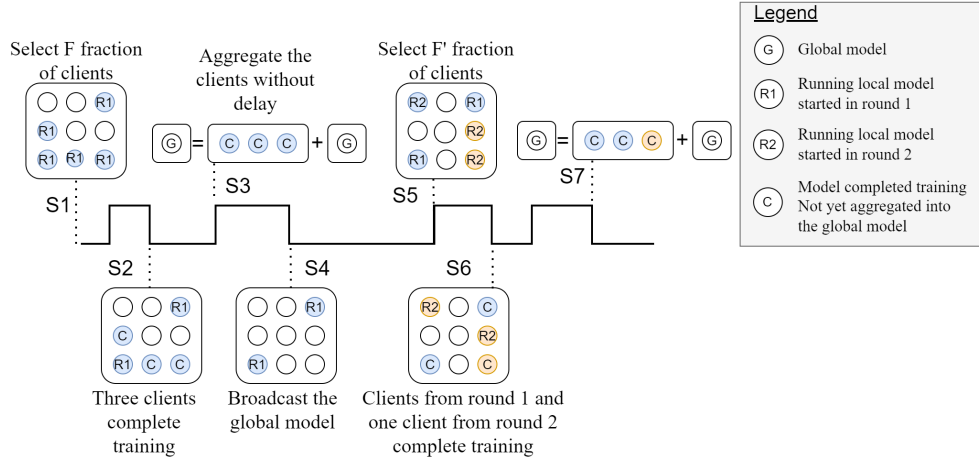 Select F fraction
of clients
R1
R1
R1 R1 R1
S1
Aggregate the
clients without
delay
G = C C C + G
S3
Select F' fraction
of clients
R2 R1
R2
R1 R2
S5
G = C C C + G
S7
S2
R1
C
R1 C C
Three clients
complete
training
S4
R1
R1
Broadcast the
global model
S6
R2 C
R2
C C
Clients from round 1 and
one client from round 2
complete training
Legend
G Global model
R1 Running local model
started in round 1
R2 Running local model
started in round 2
C Model completed training
Not yet aggregated into
the global model